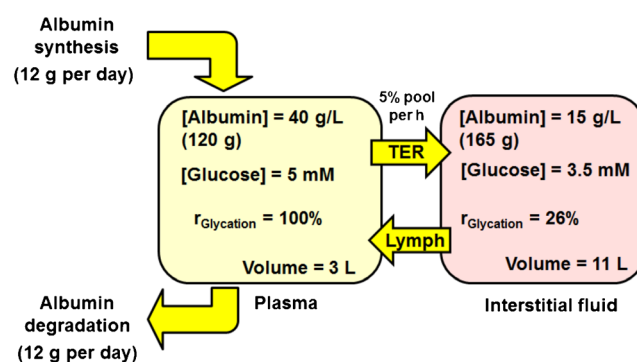 Albumin
synthesis
(12 g per day)
[Albumin] = 40 g/L
(120 g)
[Glucose] = 5 mM
rGlycation = 100%
Volume = 3 L
Plasma
5% pool
per h
TER
Lymph
[Albumin] = 15 g/L
(165 g)
[Glucose] = 3.5 mM
rGlycation = 26%
Volume = 11 L
Interstitial fluid
Albumin
degradation
(12 g per day)